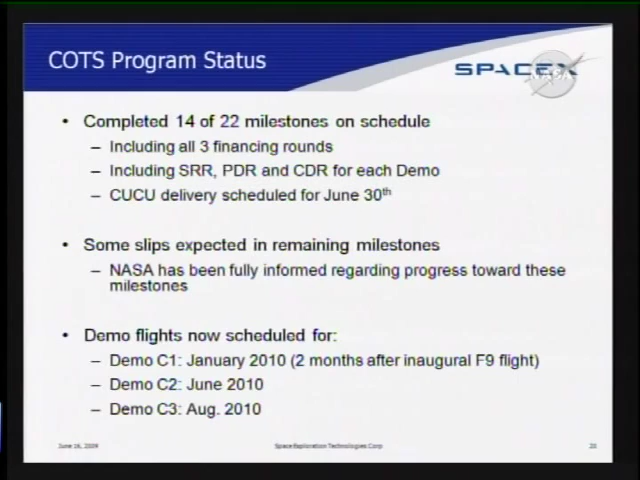 COTS Program Status
SPACEX
NASA
• Completed 14 of 22 milestones on schedule
– Including all 3 financing rounds
– Including SRR, PDR and CDR for each Demo
– CUCU delivery scheduled for June 30th
• Some slips expected in remaining milestones
– NASA has been fully informed regarding progress toward these
milestones
• Demo flights now scheduled for:
– Demo C1: January 2010 (2 months after inaugural F9 flight)
– Demo C2: June 2010
– Demo C3: Aug. 2010
June 16, 2009
Space Exploration Technologies Corp